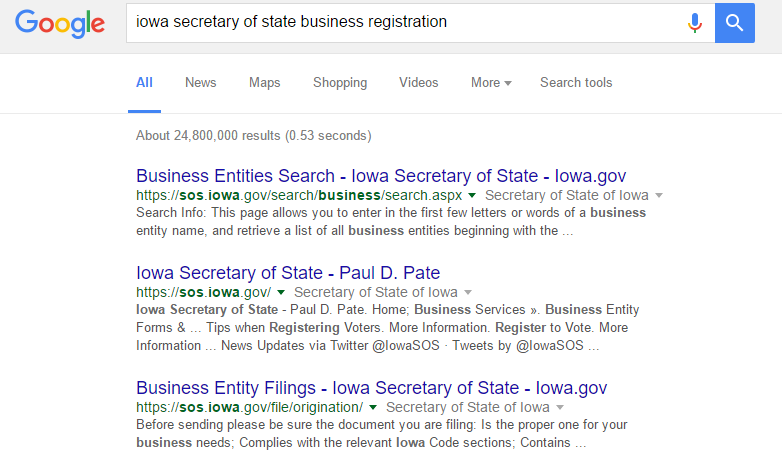 Google
iowa secretary of state business registration
All News Maps Shopping Videos More Search tools
About 24,800,000 results (0.53 seconds)
Business Entities Search - Iowa Secretary of State - Iowa.gov
https://sos.iowa.gov/search/business/search.aspx Secretary of State of Iowa
Search Info: This page allows you to enter in the first few letters or words of a business
entity name, and retrieve a list of all business entities beginning with the ...
Iowa Secretary of State - Paul D. Pate
https://sos.iowa.gov/ Secretary of State of Iowa
Iowa Secretary of State - Paul D. Pate. Home; Business Services ». Business Entity
Forms & ... Tips when Registering Voters. More Information. Register to Vote. More
Information ... News Updates via Twitter @IowaSOS · Tweets by @IowaSOS ...
Business Entity Filings - Iowa Secretary of State - Iowa.gov
https://sos.iowa.gov/file/origination/ Secretary of State of Iowa
Before sending please be sure the document you are filing: Is the proper one for your
business needs; Complies with the relevant Iowa Code sections; Contains ...